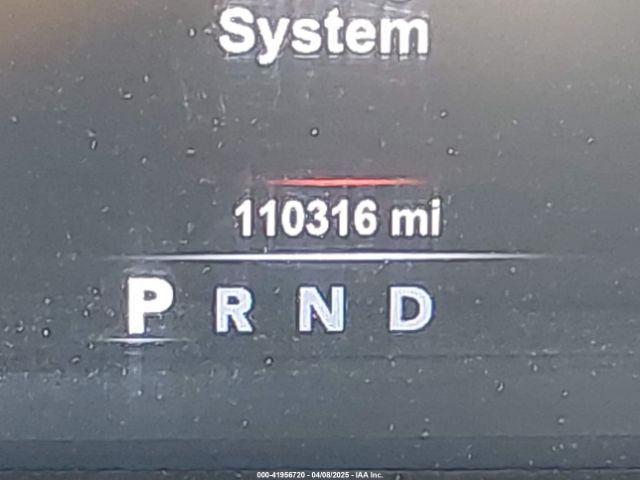 System
110316 mi
P R N D
000-41956720 - 04/08/2025 - IAA Inc.